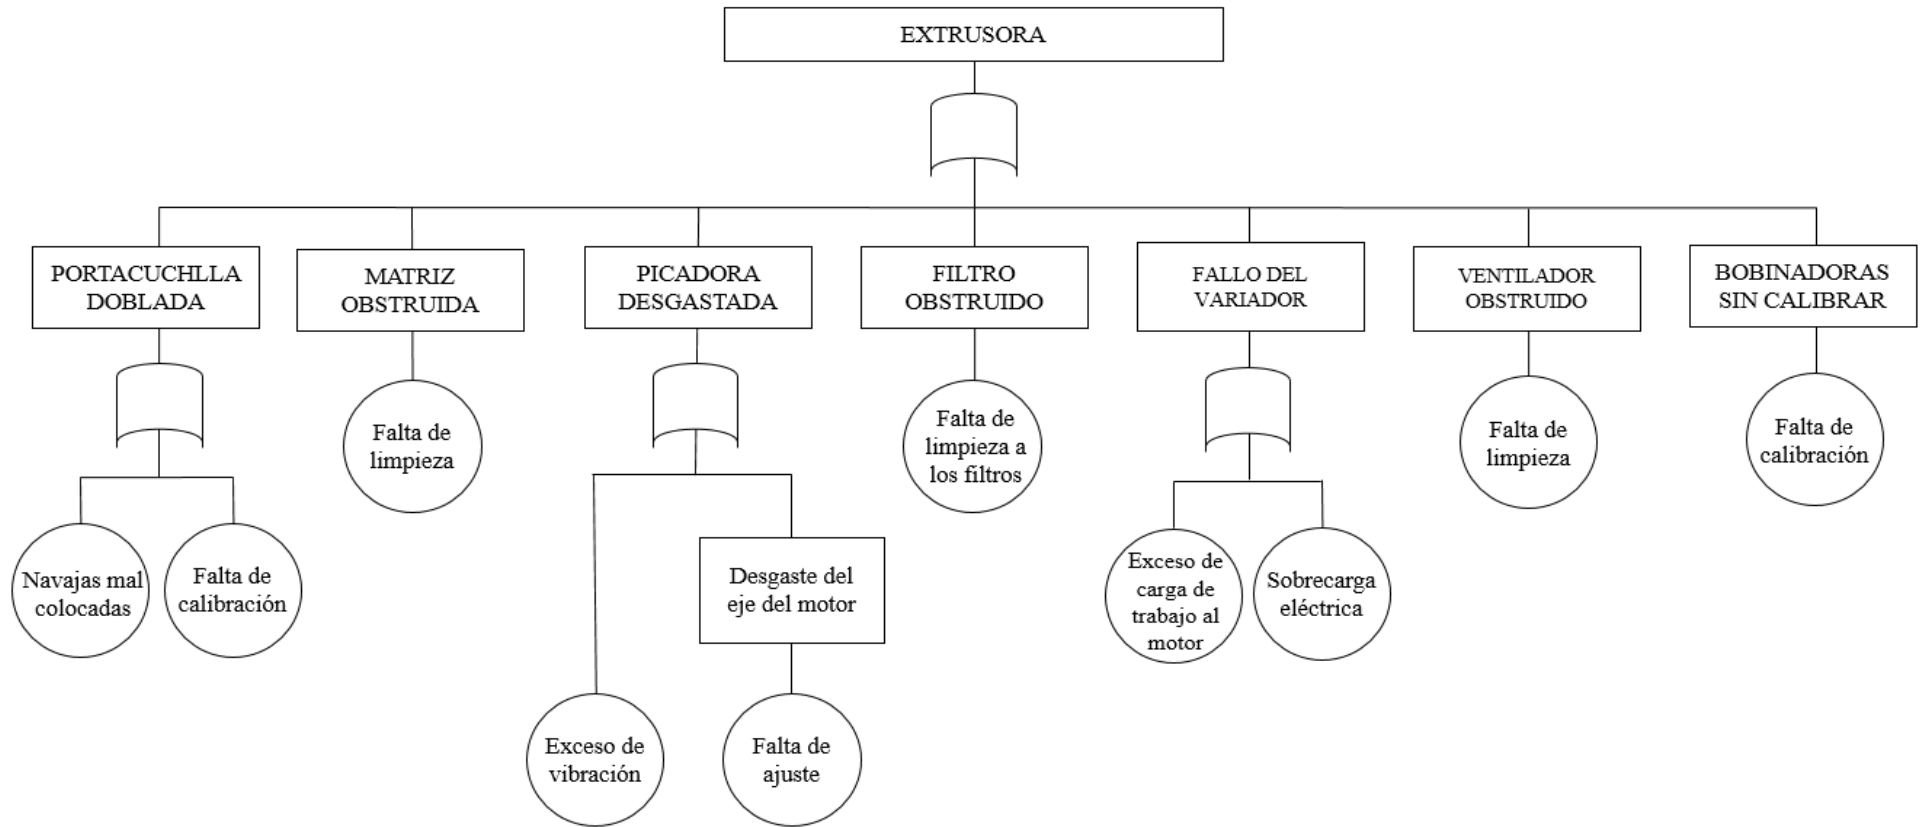 EXTRUSORA
PORTACUCHLLA
DOBLADA
MATRIZ
OBSTRUIDA
PICADORA
DESGASTADA
FILTRO
OBSTRUIDO
FALLO DEL
VARIADOR
VENTILADOR
OBSTRUIDO
BOBINADORAS
SIN CALIBRAR
Navajas mal
colocadas
Falta de
calibración
Falta de
limpieza
Exceso de
vibración
Desgaste del
eje del motor
Falta de
ajuste
Falta de
limpieza a
los filtros
Exceso de
carga de
trabajo al
motor
Sobrecarga
eléctrica
Falta de
limpieza
Falta de
calibración